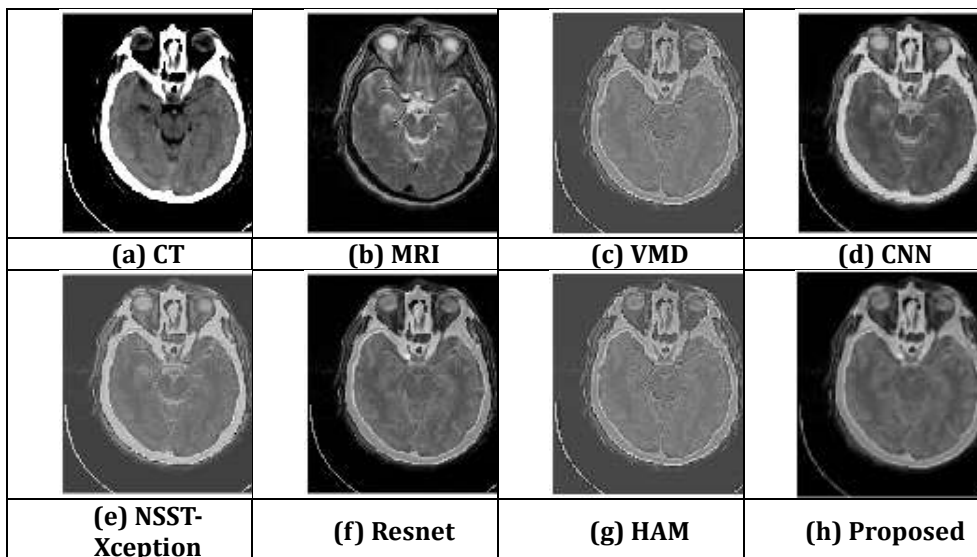 (a) CT (b) MRI (c) VMD (d) CNN
(e) NSST-
Xception (f) Resnet (g) HAM (h) Proposed